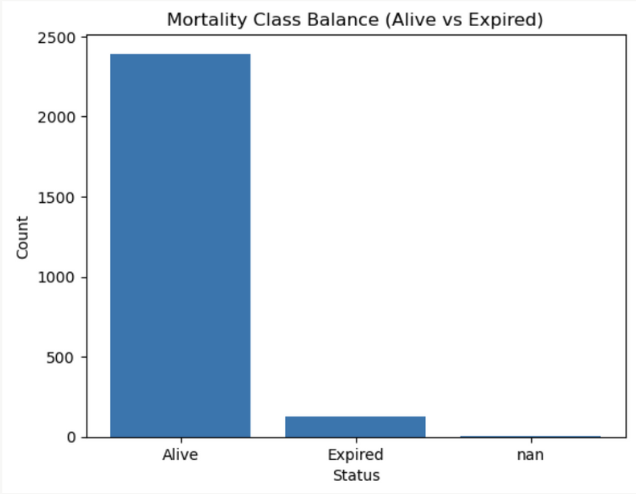 Mortality Class Balance (Alive vs Expired)
2500
2000
1500
1000
500
0
Count
Alive Expired nan
Status